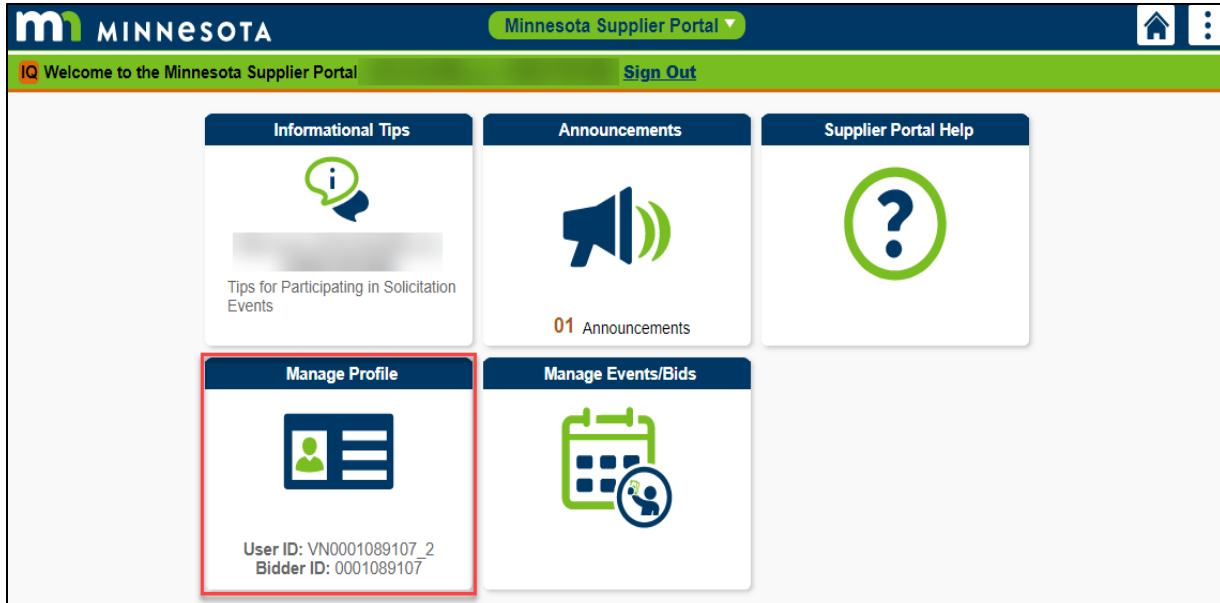 mn MINNESOTA
Minnesota Supplier Portal
IQ Welcome to the Minnesota Supplier Portal Sign Out
Informational Tips
Tips for Participating in Solicitation
Events
Announcements
01 Announcements
Supplier Portal Help
?
Manage Profile
User ID: VN0001089107_2
Bidder ID: 0001089107
Manage Events/Bids